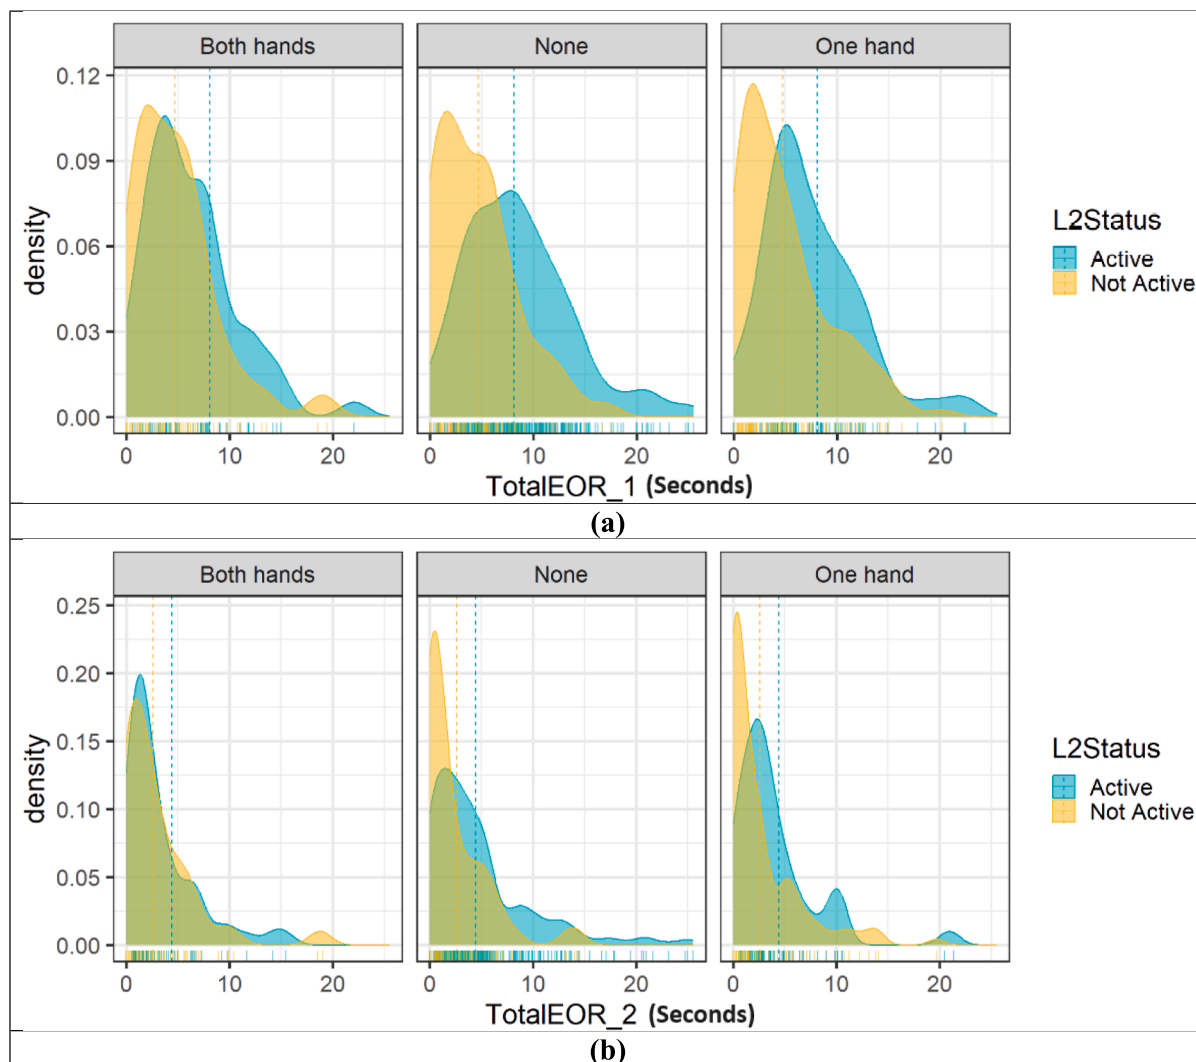 Both hands None One hand
0.12
0.09
0.06
0.03
0.00
density
L2Status
Active
Not Active
0 10 20 0 10 20 0 10 20
TotalEOR_1 (Seconds)
(a)
Both hands None One hand
0.25
0.20
0.15
0.10
0.05
0.00
density
L2Status
Active
Not Active
0 10 20 0 10 20 0 10 20
TotalEOR_2 (Seconds)
(b)